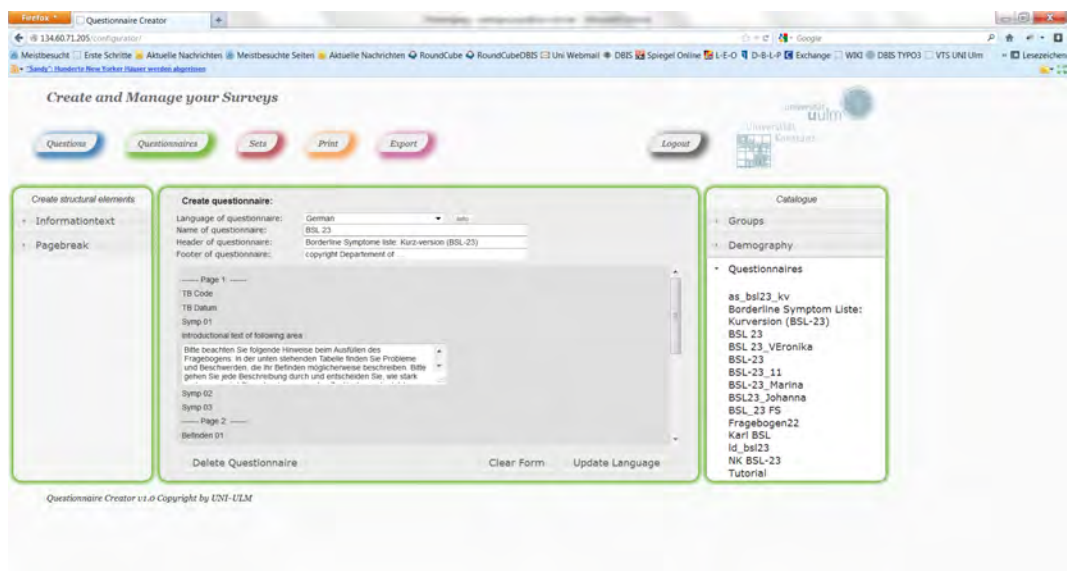 Firefox
Questionnaire Creator
+
134.60.71.205/configurator/
Google
Meistbesucht Erste Schritte Aktuelle Nachrichten Meistbesuchte Seiten Aktuelle Nachrichten RoundCube RoundCubeDBIS Uni Webmail DBIS Spiegel Online L-E-O D-B-L-P Exchange WIKI DBIS TYPO3 VTS UNI Ulm Lesezeichen
"Sandy": Hunderte New Yorker Häuser werden abgerissen
Create and Manage your Surveys
universität
uulm
Universität
Konstanz
Questions Questionnaires Sets Print Export Logout
Create structural elements
Informationtext
Pagebreak
Create questionnaire:
Language of questionnaire: German
Name of questionnaire: BSL 23
Header of questionnaire: Borderline Symptome liste: Kurz-version (BSL-23)
Footer of questionnaire: copyright Departement of ...
------ Page 1 ------
TB Code
TB Datum
Symp 01
Introductional text of following area
Bitte beachten Sie folgende Hinweise beim Ausfüllen des
Fragebogens. In der unten stehenden Tabelle finden Sie Probleme
und Beschwerden, die Ihr Befinden möglicherweise beschreiben. Bitte
gehen Sie jede Beschreibung durch und entscheiden Sie, wie stark
Symp 02
Symp 03
------ Page 2 ------
Befinden 01
Delete Questionnaire Clear Form Update Language
Catalogue
Groups
Demography
Questionnaires
as_bsl23_kv
Borderline Symptom Liste:
Kurversion (BSL-23)
BSL 23
BSL 23_VEronika
BSL-23
BSL-23_11
BSL-23_Marina
BSL23_Johanna
BSL_23 FS
Fragebogen22
Karl BSL
ld_bsl23
NK BSL-23
Tutorial
Questionnaire Creator v1.0 Copyright by UNI-ULM